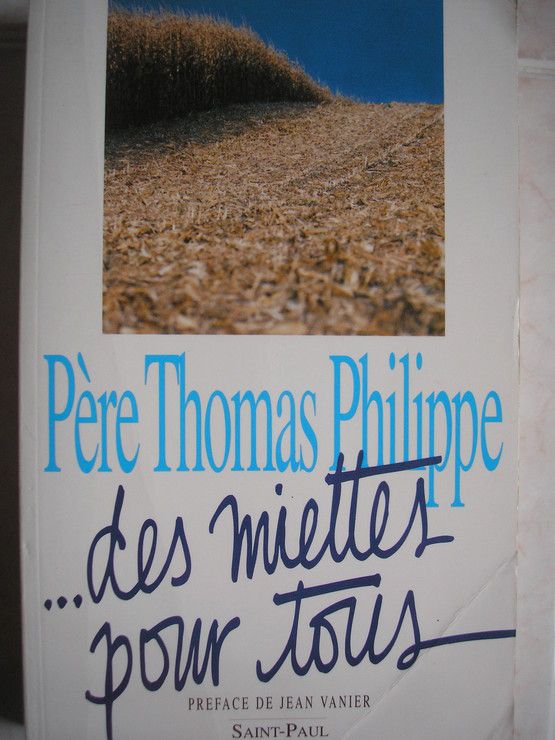 Père Thomas Philippe
...des miettes
pour tous
PREFACE DE JEAN VANIER
SAINT-PAUL